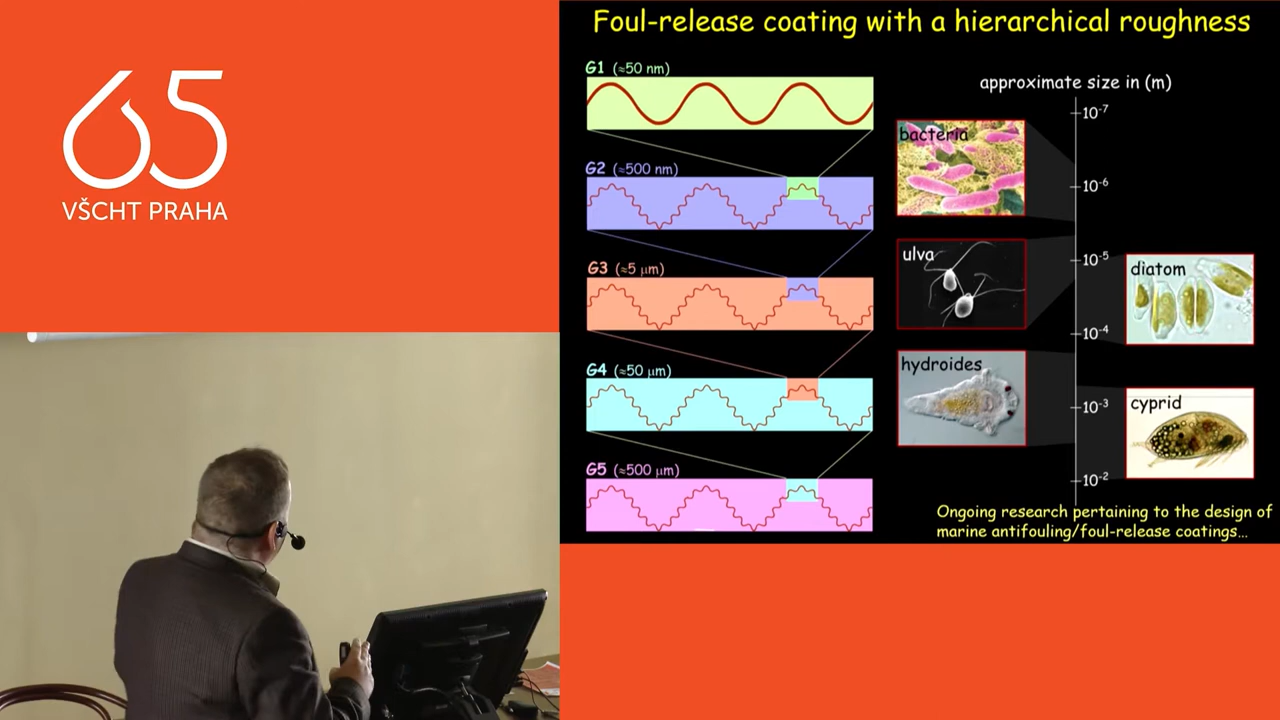 65
VŠCHT PRAHA
Foul-release coating with a hierarchical roughness
G1 (≈50 nm)
G2 (≈500 nm)
G3 (≈5 μm)
G4 (≈50 μm)
G5 (≈500 μm)
approximate size in (m)
10⁻⁷
10⁻⁶
10⁻⁵
10⁻⁴
10⁻³
10⁻²
bacteria
ulva
diatom
hydroides
cyprid
Ongoing research pertaining to the design of
marine antifouling/foul-release coatings…